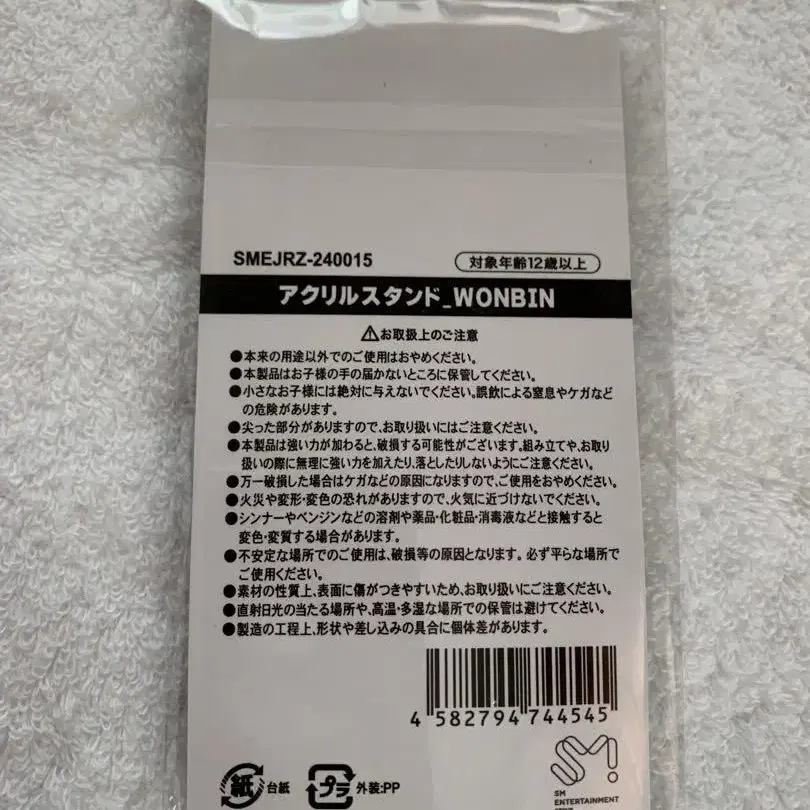 SMEJRZ-240015
対象年齢12歳以上
アクリルスタンド_WONBIN
⚠お取扱上のご注意
●本来の用途以外でのご使用はおやめください。
●本製品はお子様の手の届かないところに保管してください。
●小さなお子様には絶対に与えないでください。誤飲による窒息やケガなど
の危険があります。
●尖った部分がありますので、お取り扱いにはご注意ください。
●本製品は強い力が加わると、破損する可能性がございます。組み立てや、お取り
扱いの際に無理に強い力を加えたり、落としたりしないようにご注意ください。
●万一破損した場合はケガなどの原因になりますので、ご使用をおやめください。
●火災や変形・変色の恐れがありますので、火気に近づけないでください。
●シンナーやベンジンなどの溶剤や薬品・化粧品・消毒液などと接触すると
変色・変質する場合があります。
●不安定な場所でのご使用は、破損等の原因となります。必ず平らな場所で
ご使用ください。
●素材の性質上、表面に傷がつきやすいため、お取り扱いにご注意ください。
●直射日光の当たる場所や、高温・多湿な場所での保管は避けてください。
●製造の工程上、形状や差し込みの具合に個体差があります。
4 582794 744545
紙 台紙
プラ 外装:PP
SM!
SM
ENTERTAINMENT